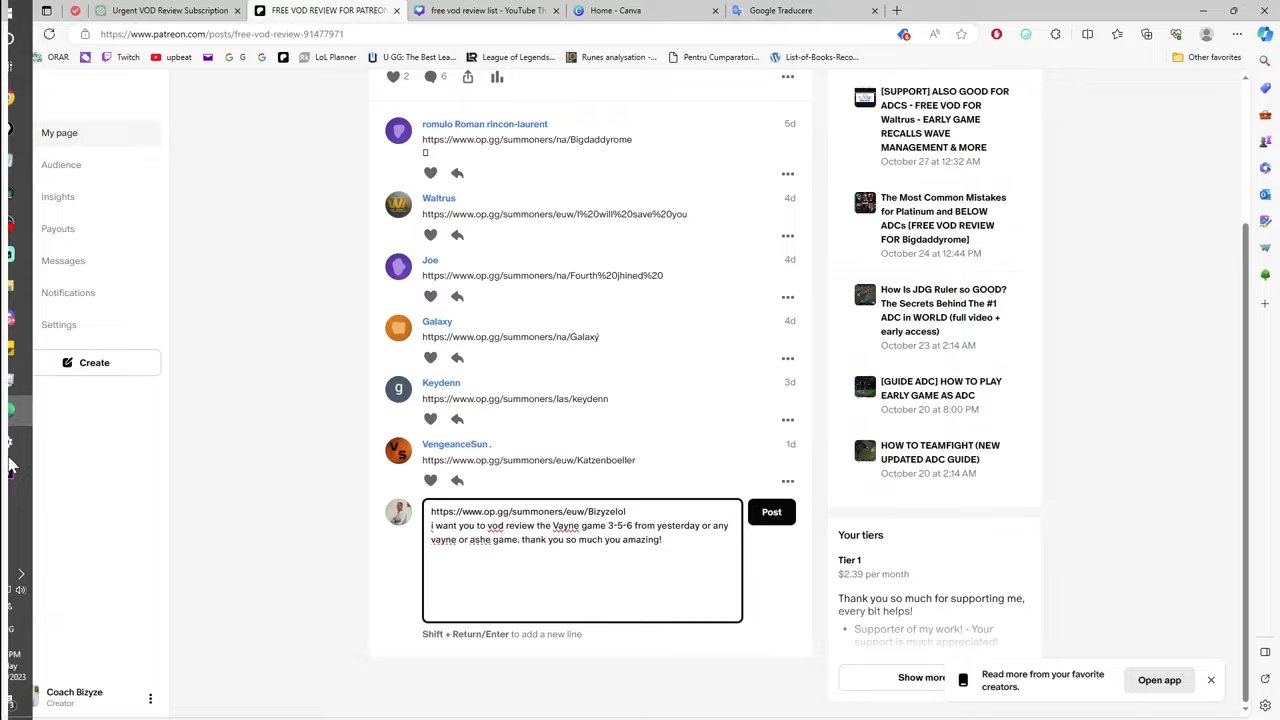 Urgent VOD Review Subscription
FREE VOD REVIEW FOR PATREON
free vod review list - YouTube Th
Home - Canva
Google Traducere
https://www.patreon.com/posts/free-vod-review-91477971
ORAR
Twitch
upbeat
G
LoL Planner
U GG: The Best Lea...
League of Legends...
Runes analysation -...
Pentru Cumparatori...
List-of-Books-Reco...
Other favorites
2
6
My page
Audience
Insights
Payouts
Messages
Notifications
Settings
Create
Coach Bizyze
Creator
romulo Roman rincon-laurent
5d
https://www.op.gg/summoners/na/Bigdaddyrome
Waltrus
4d
https://www.op.gg/summoners/euw/I%20will%20save%20you
Joe
4d
https://www.op.gg/summoners/na/Fourth%20jhined%20
Galaxy
4d
https://www.op.gg/summoners/na/Galaxý
g
Keydenn
3d
https://www.op.gg/summoners/las/keydenn
VS
VengeanceSun .
1d
https://www.op.gg/summoners/euw/Katzenboeller
https://www.op.gg/summoners/euw/Bizyzelol
i want you to vod review the Vayne game 3-5-6 from yesterday or any
vayne or ashe game. thank you so much you amazing!
Post
Shift + Return/Enter to add a new line
[SUPPORT] ALSO GOOD FOR
ADCS - FREE VOD FOR
Waltrus - EARLY GAME
RECALLS WAVE
MANAGEMENT & MORE
October 27 at 12:32 AM
The Most Common Mistakes
for Platinum and BELOW
ADCs [FREE VOD REVIEW
FOR Bigdaddyrome]
October 24 at 12:44 PM
How Is JDG Ruler so GOOD?
The Secrets Behind The #1
ADC in WORLD (full video +
early access)
October 23 at 2:14 AM
[GUIDE ADC] HOW TO PLAY
EARLY GAME AS ADC
October 20 at 8:00 PM
HOW TO TEAMFIGHT (NEW
UPDATED ADC GUIDE)
October 20 at 2:14 AM
Your tiers
Tier 1
$2.39 per month
Thank you so much for supporting me,
every bit helps!
• Supporter of my work! - Your
support is much appreciated!
Show more
Read more from your favorite
creators.
Open app